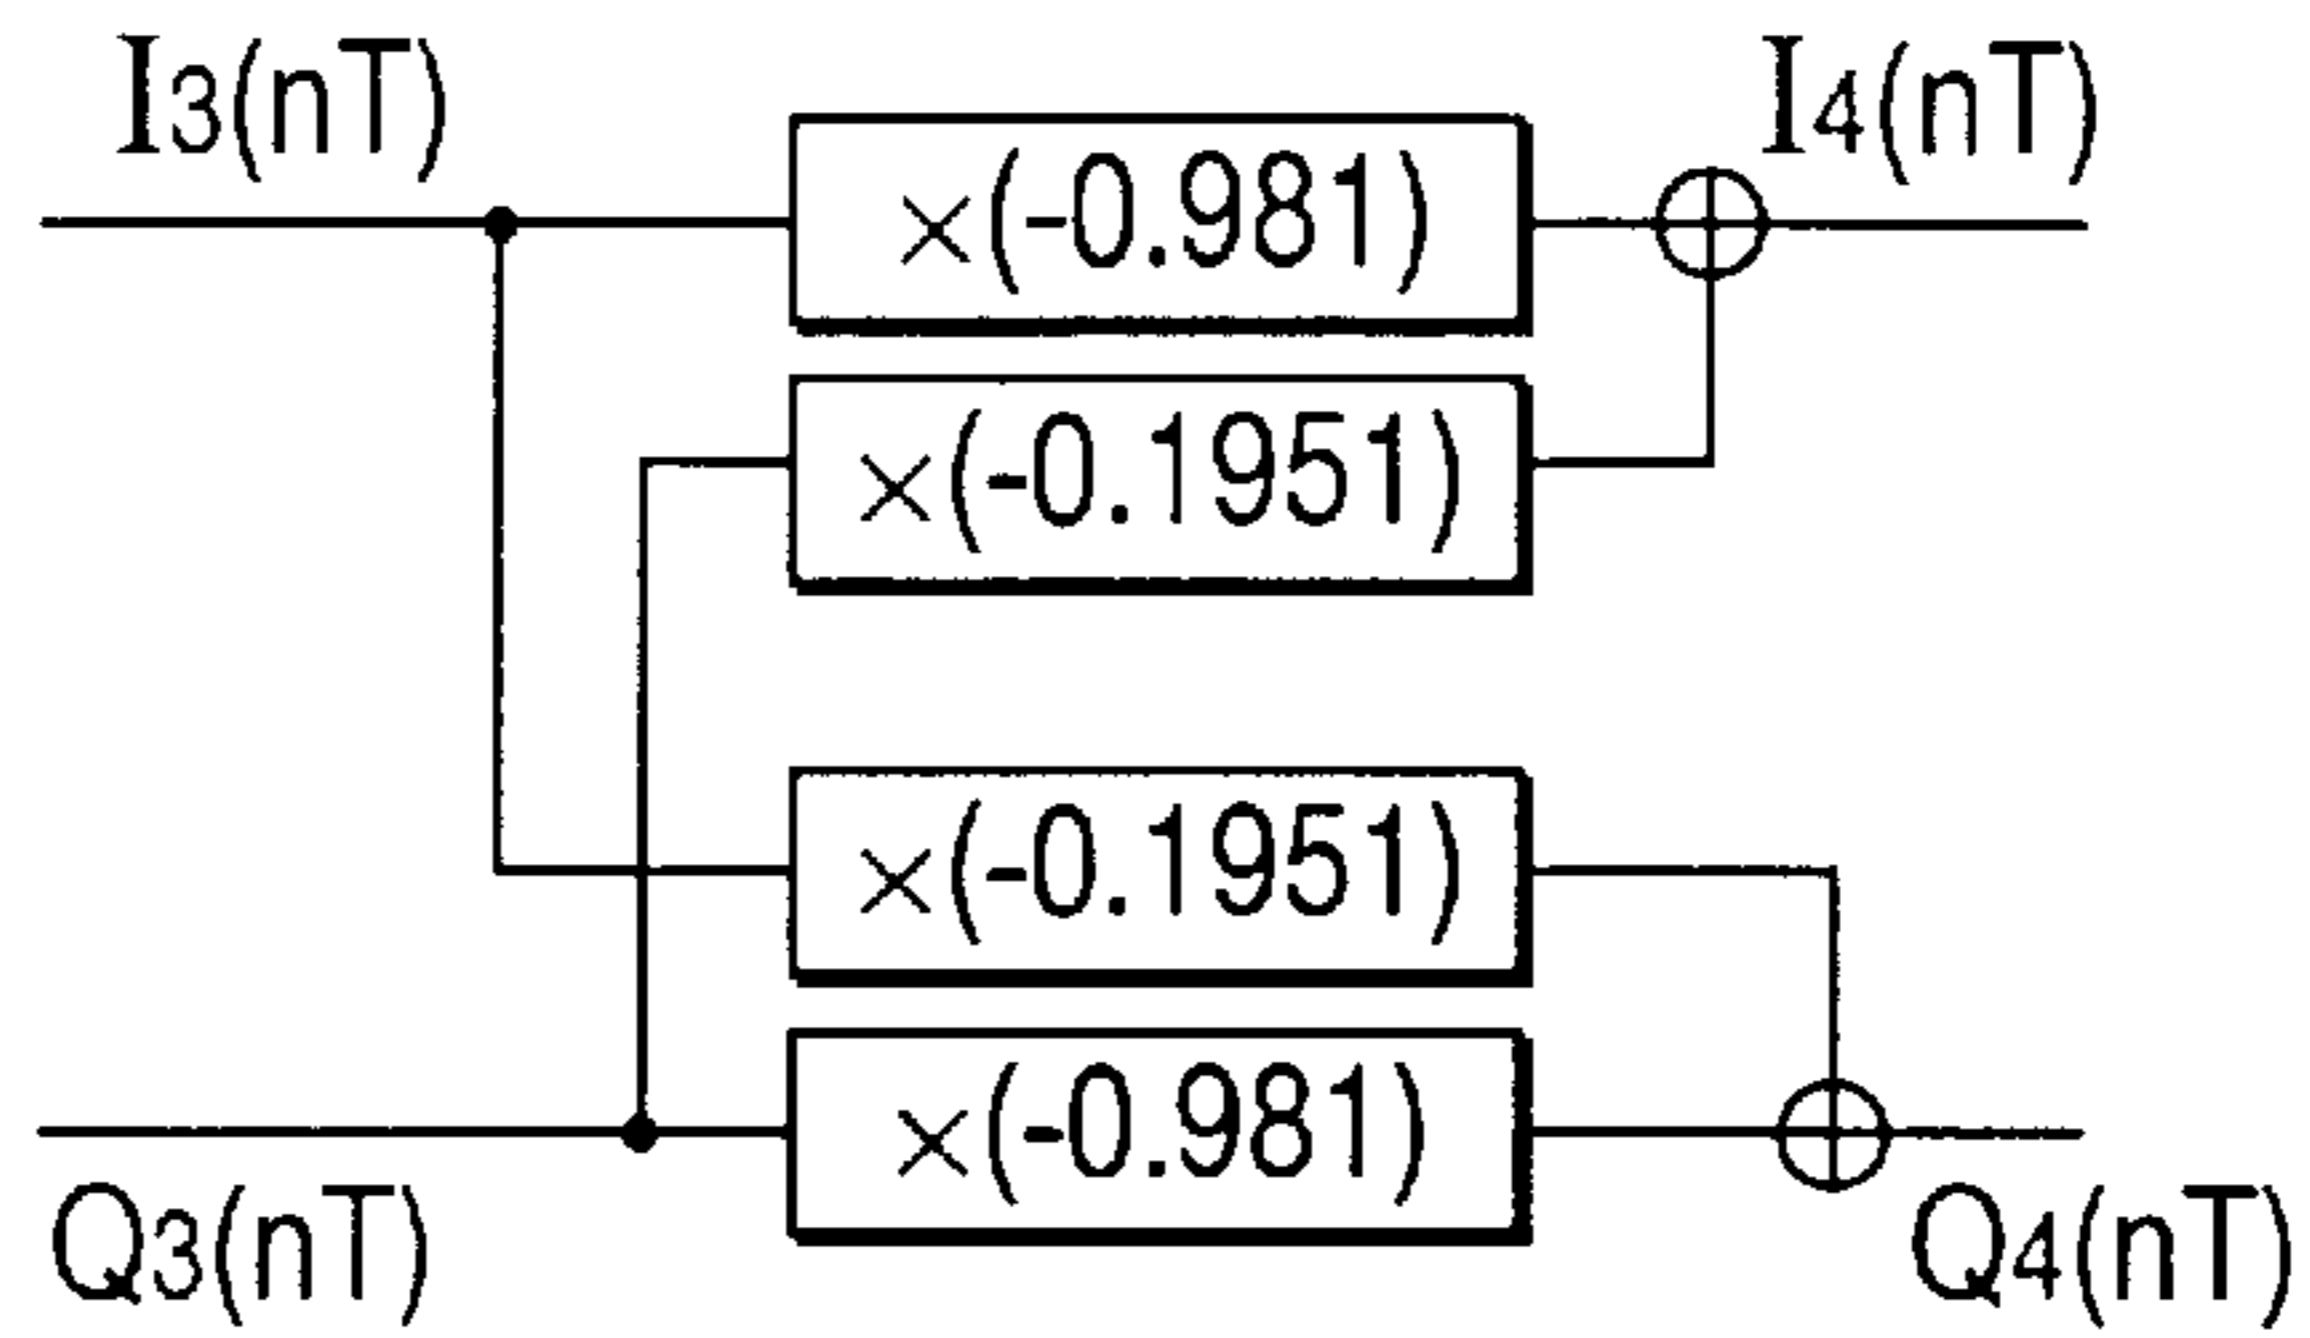 I3(nT)
I4(nT)
×(-0.981)
×(-0.1951)
×(-0.1951)
×(-0.981)
Q3(nT)
Q4(nT)